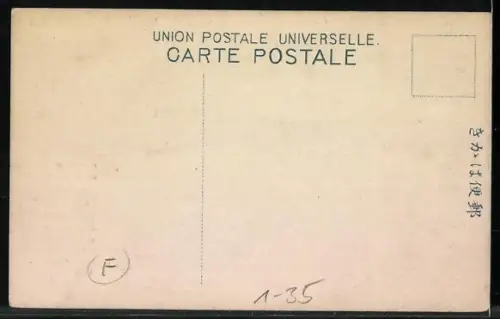 UNION POSTALE UNIVERSELLE.
CARTE POSTALE
きかは便郵
F
1-35